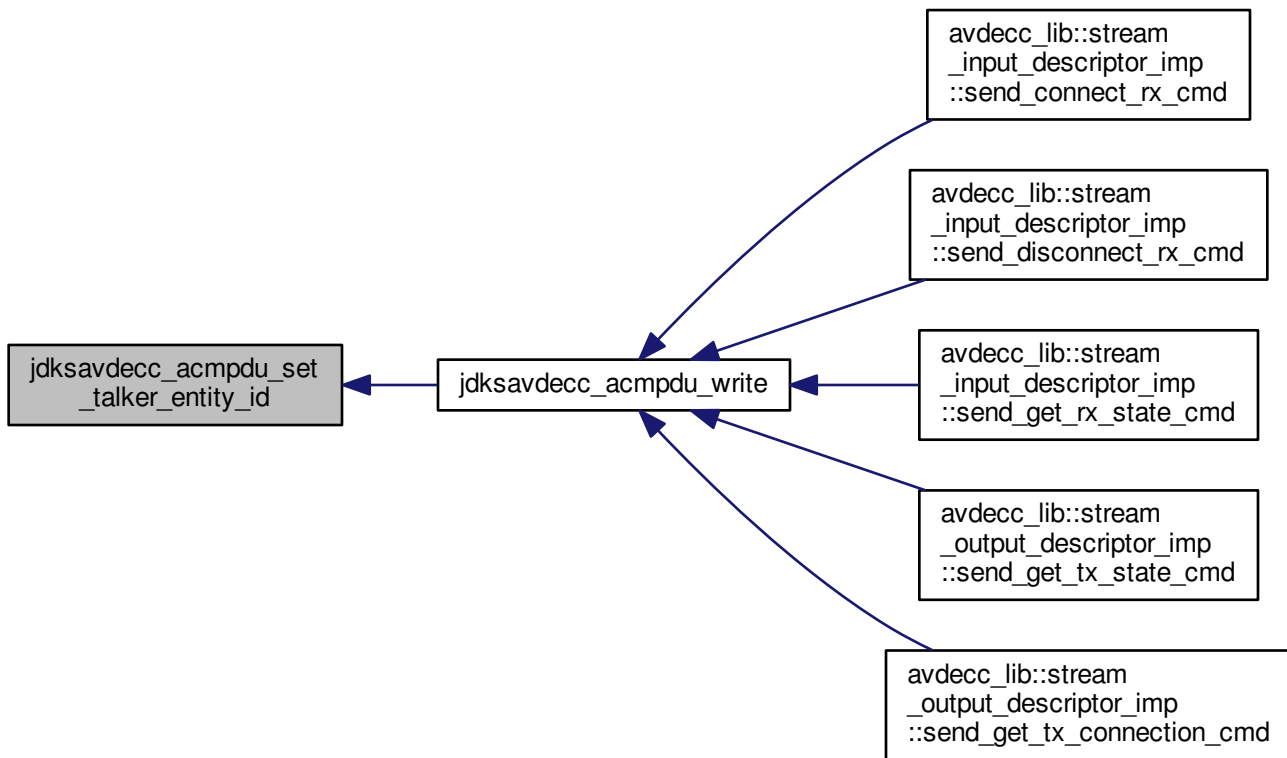 jdksavdecc_acmpdu_set
_talker_entity_id
jdksavdecc_acmpdu_write
avdecc_lib::stream
_input_descriptor_imp
::send_connect_rx_cmd
avdecc_lib::stream
_input_descriptor_imp
::send_disconnect_rx_cmd
avdecc_lib::stream
_input_descriptor_imp
::send_get_rx_state_cmd
avdecc_lib::stream
_output_descriptor_imp
::send_get_tx_state_cmd
avdecc_lib::stream
_output_descriptor_imp
::send_get_tx_connection_cmd